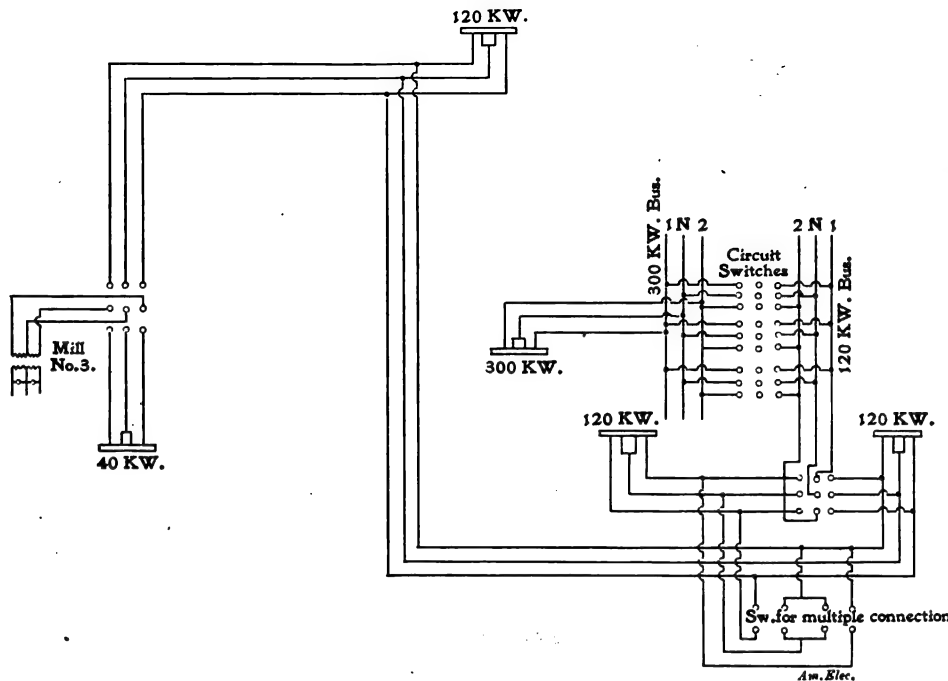 120 KW.
300 KW. Bus.
1 N 2
2 N 1
Circuit
Switches
120 KW. Bus.
Mill
No.3.
300 KW.
120 KW.
120 KW.
40 KW.
Sw. for multiple connection
Am. Elec.